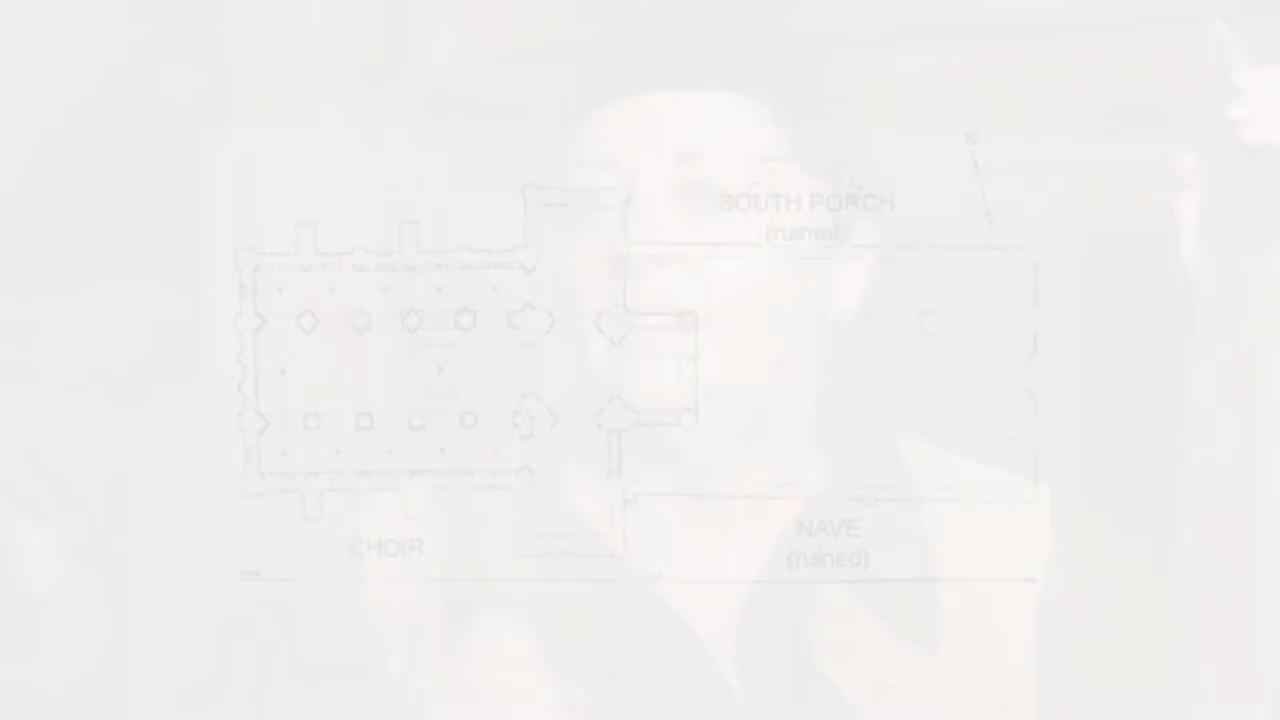 SOUTH PORCH
(ruined)
CHOIR
NAVE
(ruined)